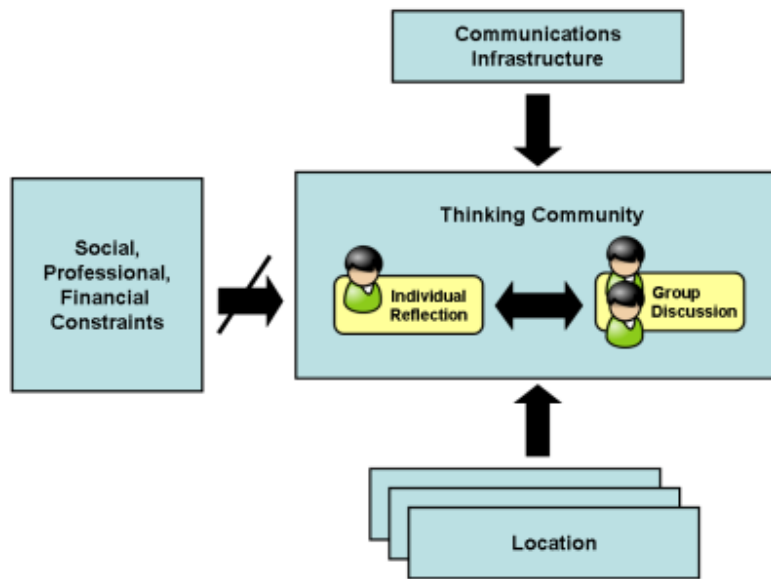 Communications
Infrastructure
Thinking Community
Social,
Professional,
Financial
Constraints
Individual
Reflection
Group
Discussion
Location